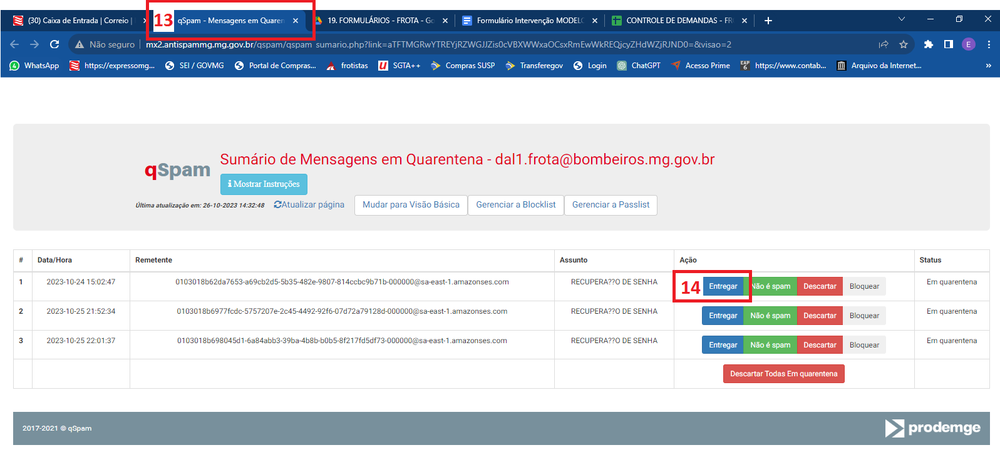 (30) Caixa de Entrada | Correio |
13 qSpam - Mensagens em Quaren
19. FORMULÁRIOS - FROTA - Go
Formulário Intervenção MODELO
CONTROLE DE DEMANDAS - FR
Não seguro | mx2.antispammg.mg.gov.br/qspam/qspam_sumario.php?link=aTFTMGRwYTREYjRZWGJJZis0cVBXWWxaOCsxRmEwWkREQjcyZHdWZjRJND0=&visao=2
E
WhatsApp https://expressomg... SEI / GOVMG Portal de Compras... frotistas SGTA++ Compras SUSP Transferegov Login ChatGPT Acesso Prime EAP 6 https://www.contab... Arquivo da Internet... »
qSpam
Sumário de Mensagens em Quarentena - dal1.frota@bombeiros.mg.gov.br
Mostrar Instruções
Última atualização em: 26-10-2023 14:32:48 Atualizar página Mudar para Visão Básica Gerenciar a Blocklist Gerenciar a Passlist
# Data/Hora Remetente Assunto Ação Status
1 2023-10-24 15:02:47 0103018b62da7653-a69cb2d5-5b35-482e-9807-814ccbc9b71b-000000@sa-east-1.amazonses.com RECUPERA??O DE SENHA 14 Entregar Não é spam Descartar Bloquear Em quarentena
2 2023-10-25 21:52:34 0103018b6977fcdc-5757207e-2c45-4492-92f6-07d72a79128d-000000@sa-east-1.amazonses.com RECUPERA??O DE SENHA Entregar Não é spam Descartar Bloquear Em quarentena
3 2023-10-25 22:01:37 0103018b698045d1-6a84abb3-39ba-4b8b-b0b5-8f217fd5df73-000000@sa-east-1.amazonses.com RECUPERA??O DE SENHA Entregar Não é spam Descartar Bloquear Em quarentena
Descartar Todas Em quarentena
2017-2021 © qSpam
prodemge